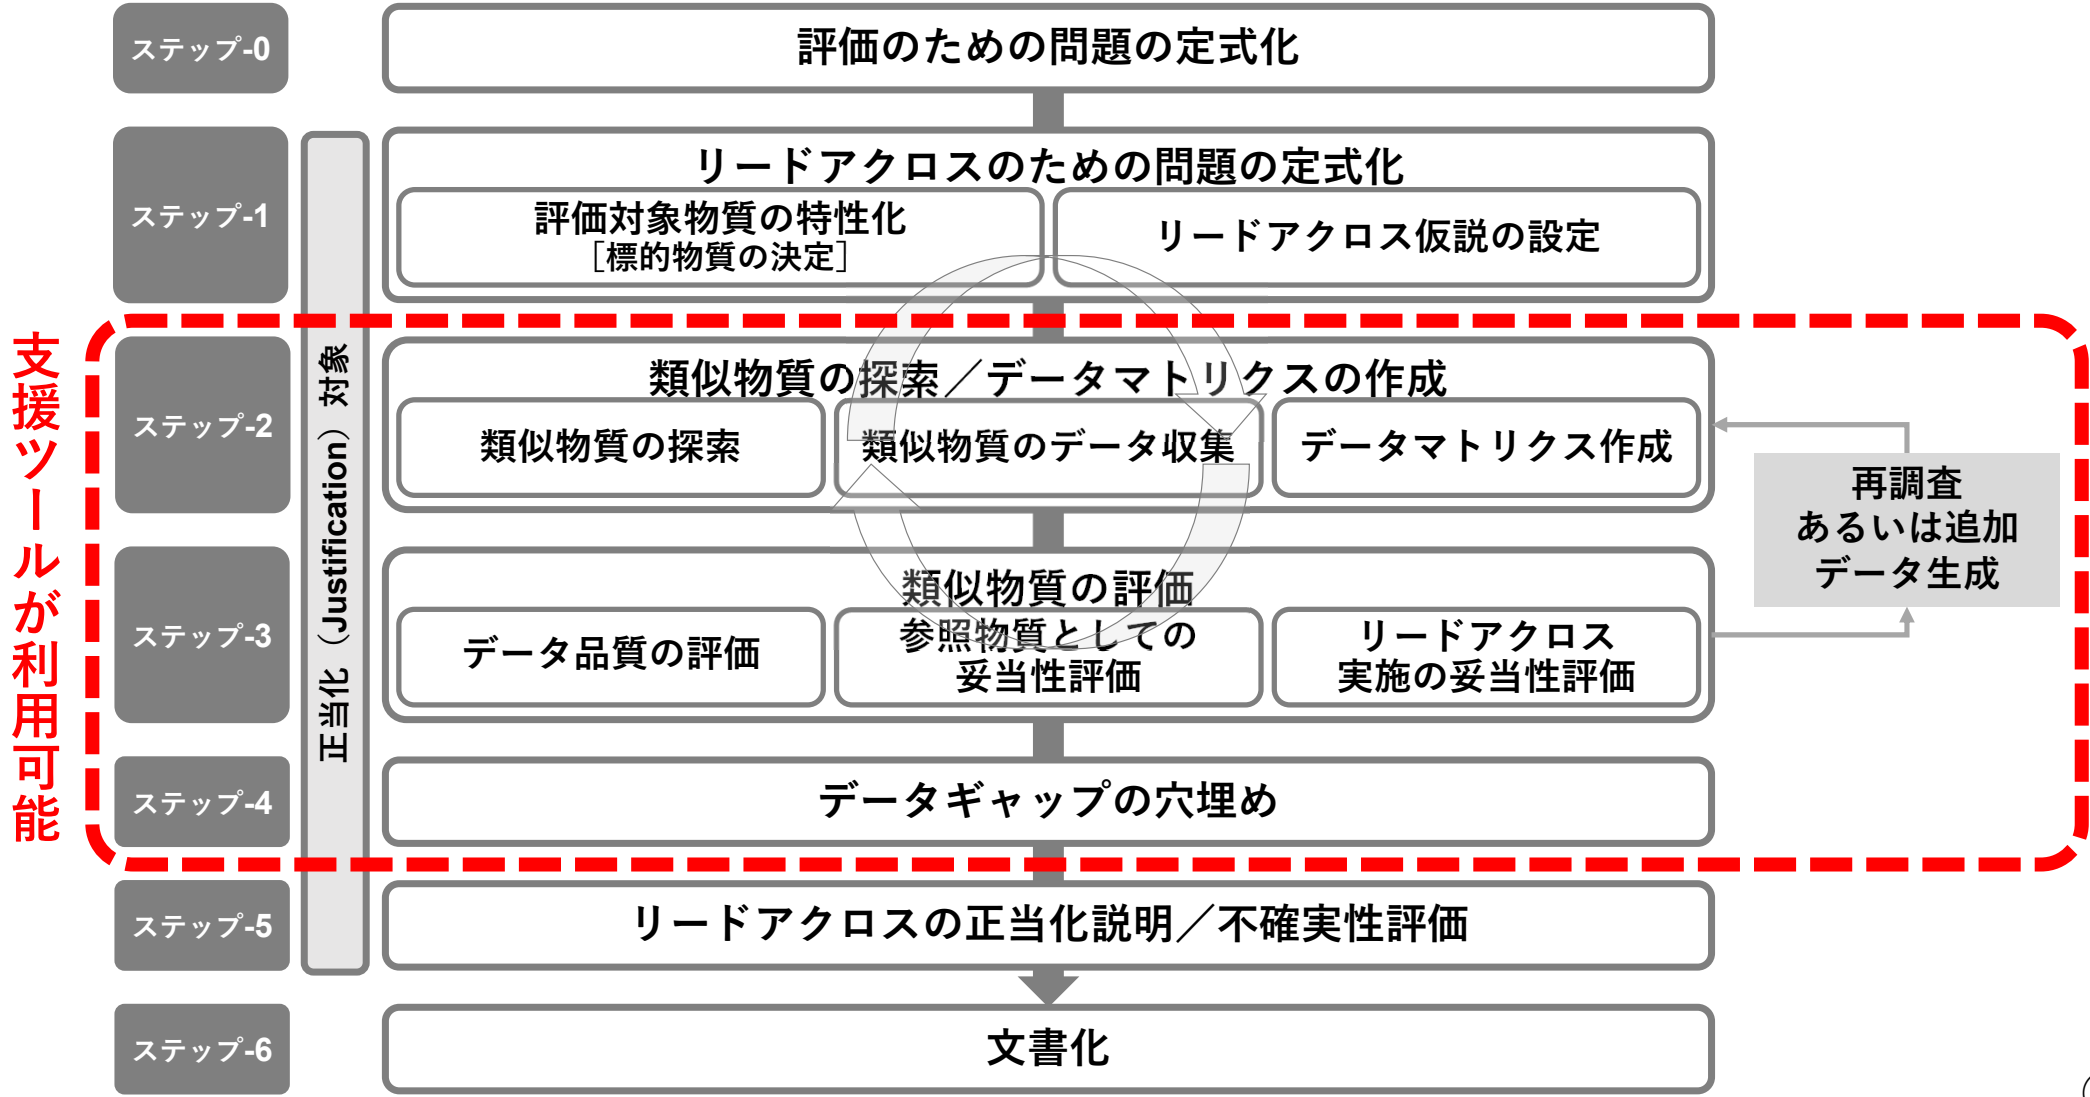 ステップ-0
評価のための問題の定式化
ステップ-1
リードアクロスのための問題の定式化
評価対象物質の特性化
[標的物質の決定]
リードアクロス仮説の設定
正当化（Justification）対象
支援ツールが利用可能
ステップ-2
類似物質の探索／データマトリクスの作成
類似物質の探索
類似物質のデータ収集
データマトリクス作成
再調査
あるいは追加
データ生成
ステップ-3
類似物質の評価
データ品質の評価
参照物質としての
妥当性評価
リードアクロス
実施の妥当性評価
ステップ-4
データギャップの穴埋め
ステップ-5
リードアクロスの正当化説明／不確実性評価
ステップ-6
文書化